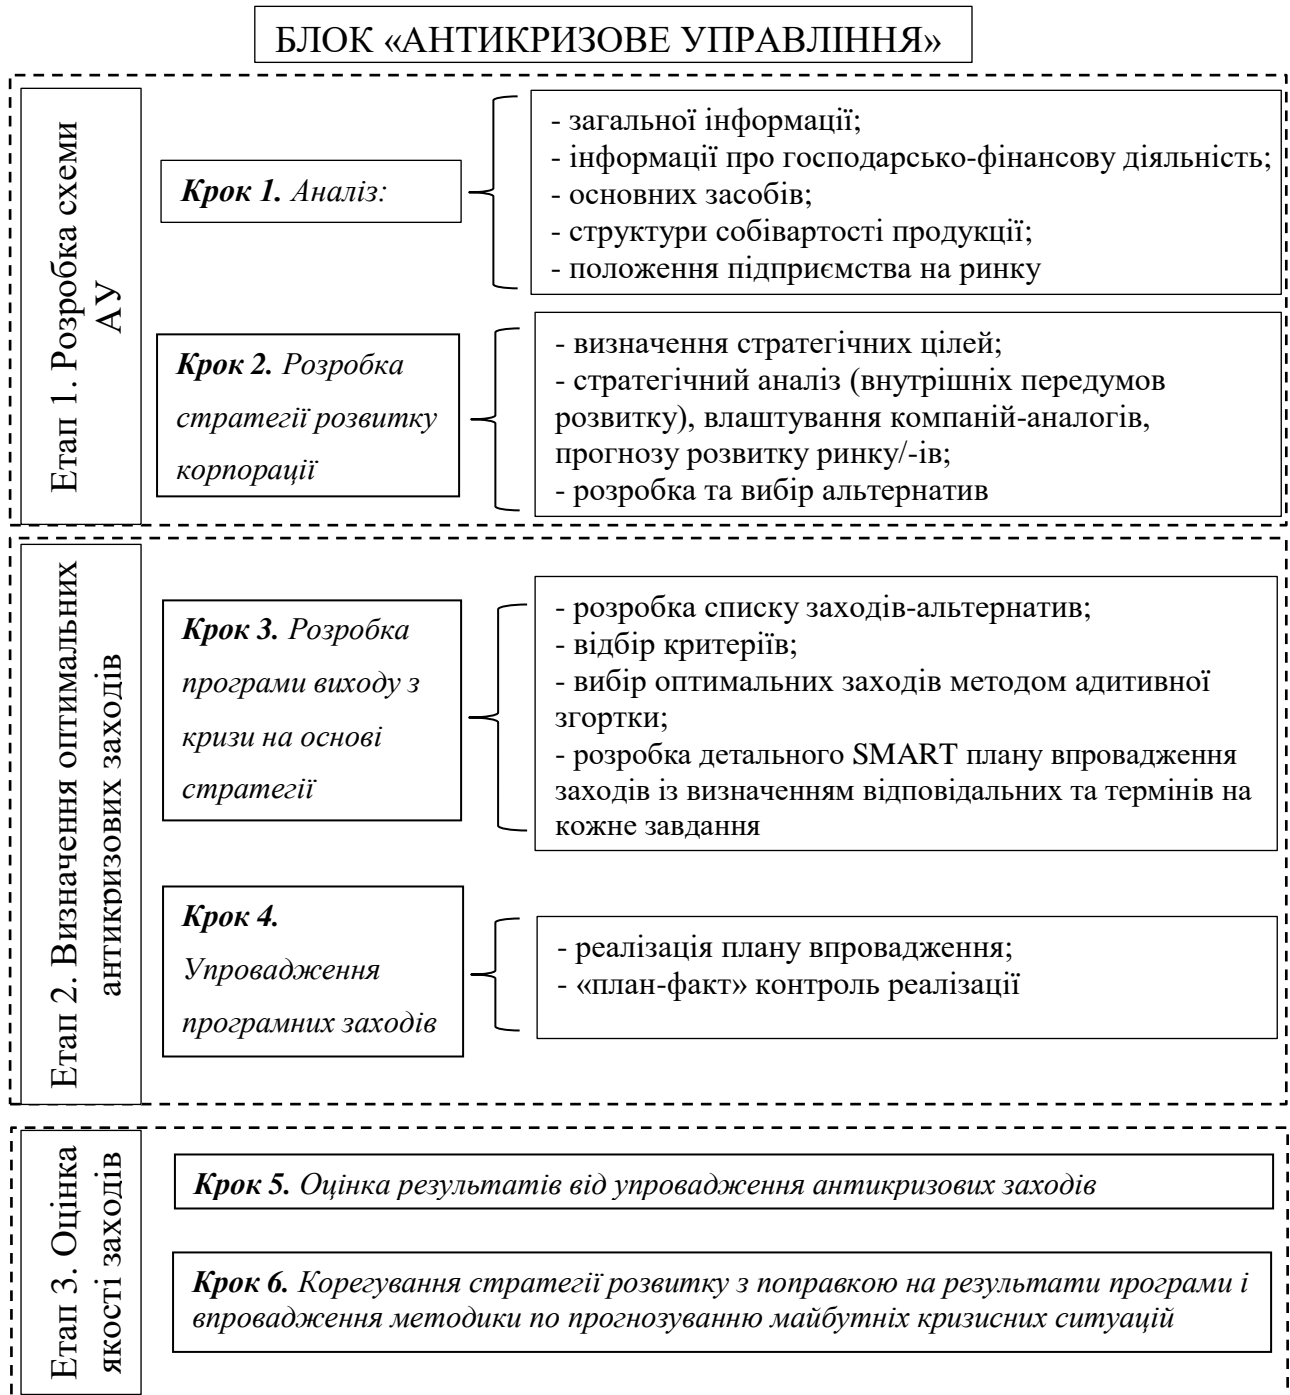 БЛОК «АНТИКРИЗОВЕ УПРАВЛІННЯ»
Етап 1. Розробка схеми
АУ
Крок 1. Аналіз:
- загальної інформації;
- інформації про господарсько-фінансову діяльність;
- основних засобів;
- структури собівартості продукції;
- положення підприємства на ринку
Крок 2. Розробка
стратегії розвитку
корпорації
- визначення стратегічних цілей;
- стратегічний аналіз (внутрішніх передумов
розвитку), влаштування компаній-аналогів,
прогнозу розвитку ринку/-ів;
- розробка та вибір альтернатив
Етап 2. Визначення оптимальних
антикризових заходів
Крок 3. Розробка
програми виходу з
кризи на основі
стратегії
- розробка списку заходів-альтернатив;
- відбір критеріїв;
- вибір оптимальних заходів методом адитивної
згортки;
- розробка детального SMART плану впровадження
заходів із визначенням відповідальних та термінів на
кожне завдання
Крок 4.
Упровадження
програмних заходів
- реалізація плану впровадження;
- «план-факт» контроль реалізації
Етап 3. Оцінка
якості заходів
Крок 5. Оцінка результатів від упровадження антикризових заходів
Крок 6. Корегування стратегії розвитку з поправкою на результати програми і
впровадження методики по прогнозуванню майбутніх кризисних ситуацій